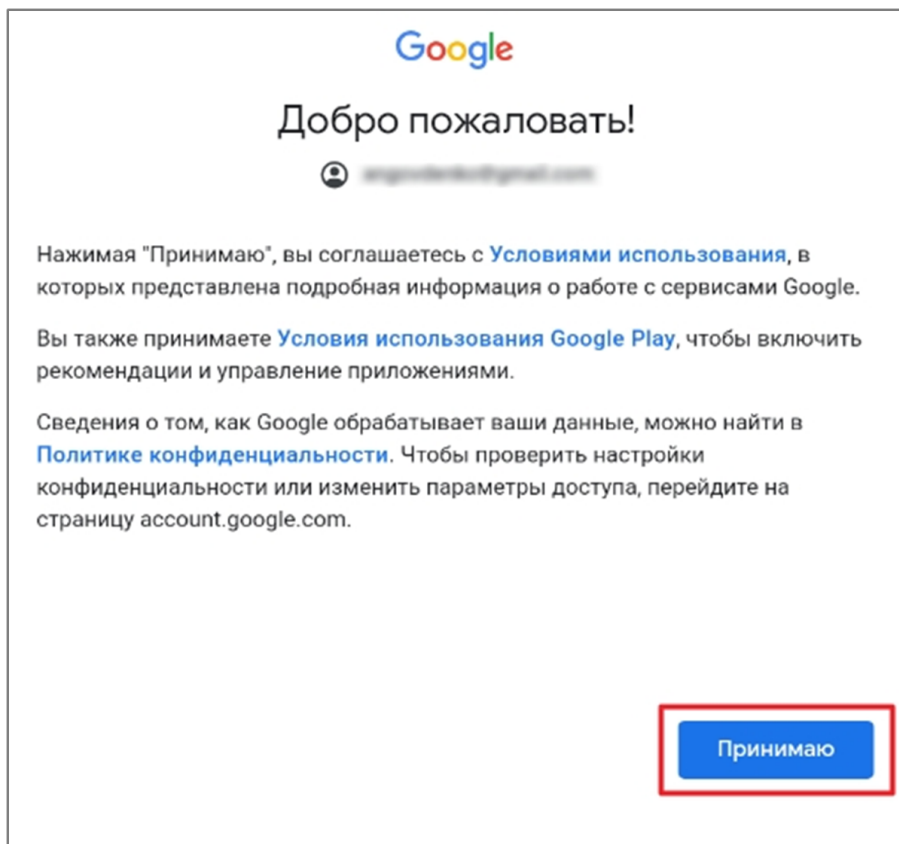 Google
Добро пожаловать!
Нажимая "Принимаю", вы соглашаетесь с Условиями использования, в
которых представлена подробная информация о работе с сервисами Google.
Вы также принимаете Условия использования Google Play, чтобы включить
рекомендации и управление приложениями.
Сведения о том, как Google обрабатывает ваши данные, можно найти в
Политике конфиденциальности. Чтобы проверить настройки
конфиденциальности или изменить параметры доступа, перейдите на
страницу account.google.com.
Принимаю